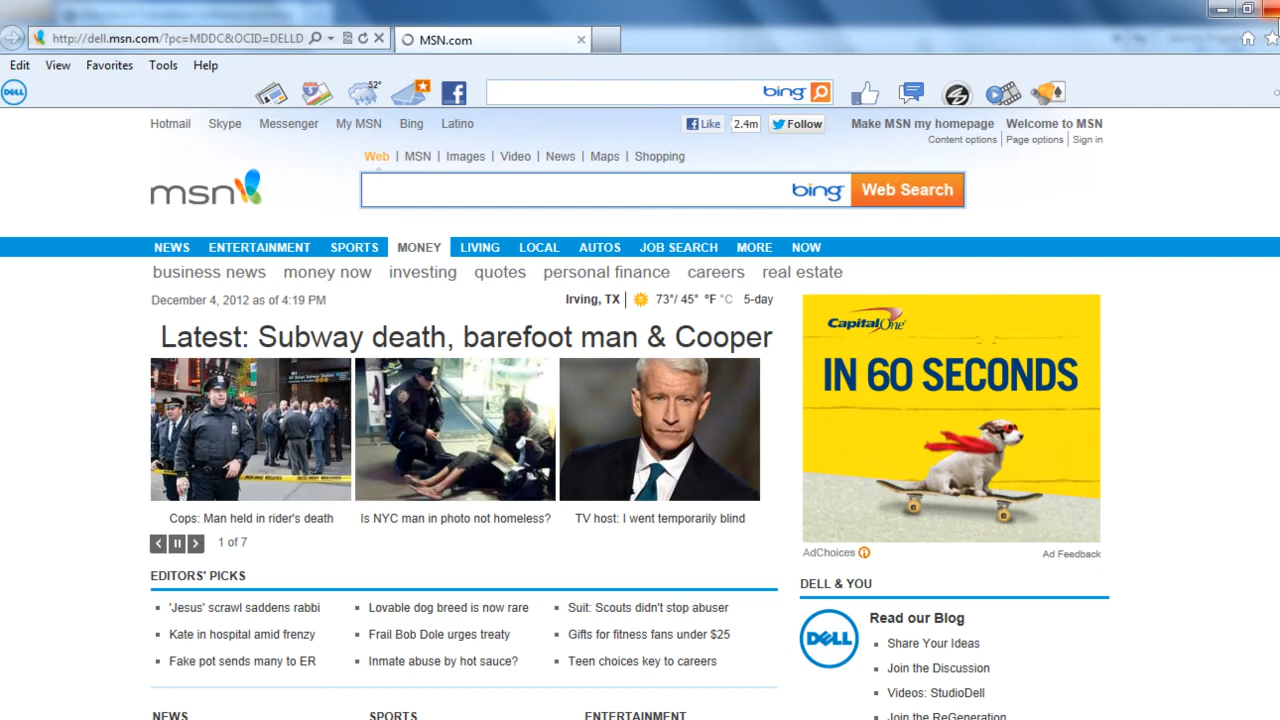 http://dell.msn.com/?pc=MDDC&OCID=DELLD
MSN.com
Edit View Favorites Tools Help
DELL
52°
bing
Hotmail Skype Messenger My MSN Bing Latino
Like 2.4m Follow
Make MSN my homepage Welcome to MSN
Content options Page options Sign in
Web | MSN | Images | Video | News | Maps | Shopping
msn
bing Web Search
NEWS ENTERTAINMENT SPORTS MONEY LIVING LOCAL AUTOS JOB SEARCH MORE NOW
business news money now investing quotes personal finance careers real estate
December 4, 2012 as of 4:19 PM
Irving, TX | 73°/ 45° °F °C 5-day
Latest: Subway death, barefoot man & Cooper
Cops: Man held in rider's death
Is NYC man in photo not homeless?
TV host: I went temporarily blind
1 of 7
Capital One
IN 60 SECONDS
AdChoices
Ad Feedback
EDITORS' PICKS
'Jesus' scrawl saddens rabbi
Kate in hospital amid frenzy
Fake pot sends many to ER
Lovable dog breed is now rare
Frail Bob Dole urges treaty
Inmate abuse by hot sauce?
Suit: Scouts didn't stop abuser
Gifts for fitness fans under $25
Teen choices key to careers
DELL & YOU
DELL
Read our Blog
Share Your Ideas
Join the Discussion
Videos: StudioDell
Join the ReGeneration
NEWS SPORTS ENTERTAINMENT